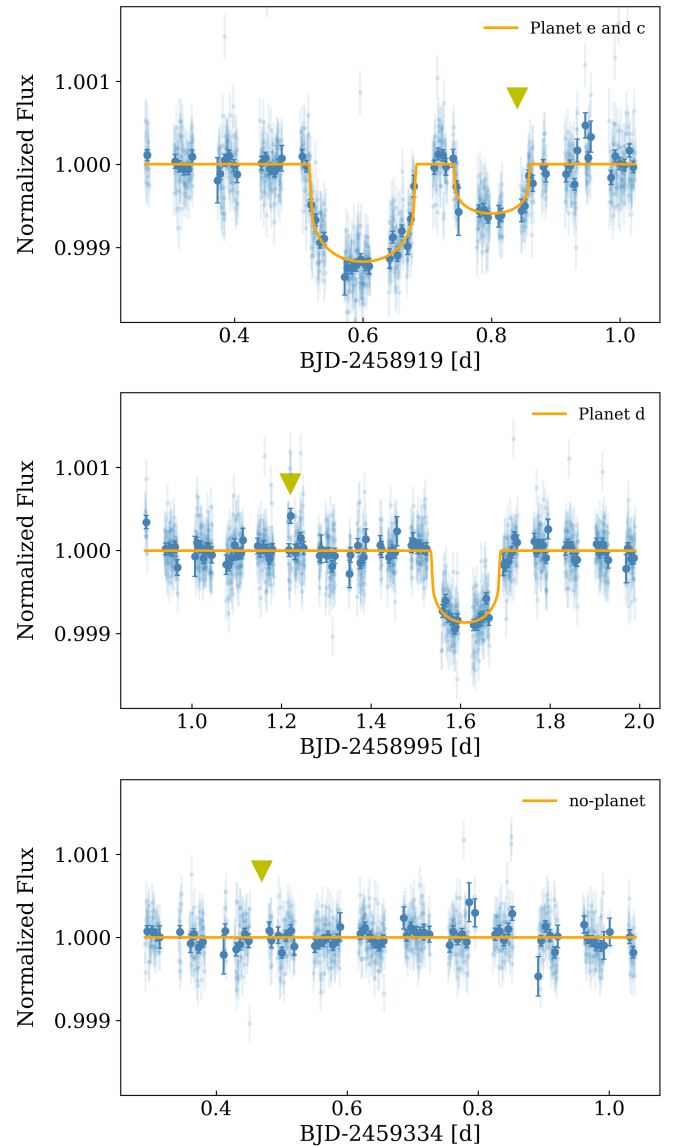 Planet e and c
1.001
1.000
0.999
Normalized Flux
0.4 0.6 0.8 1.0
BJD-2458919 [d]
Planet d
1.001
1.000
0.999
Normalized Flux
1.0 1.2 1.4 1.6 1.8 2.0
BJD-2458995 [d]
no-planet
1.001
1.000
0.999
Normalized Flux
0.4 0.6 0.8 1.0
BJD-2459334 [d]